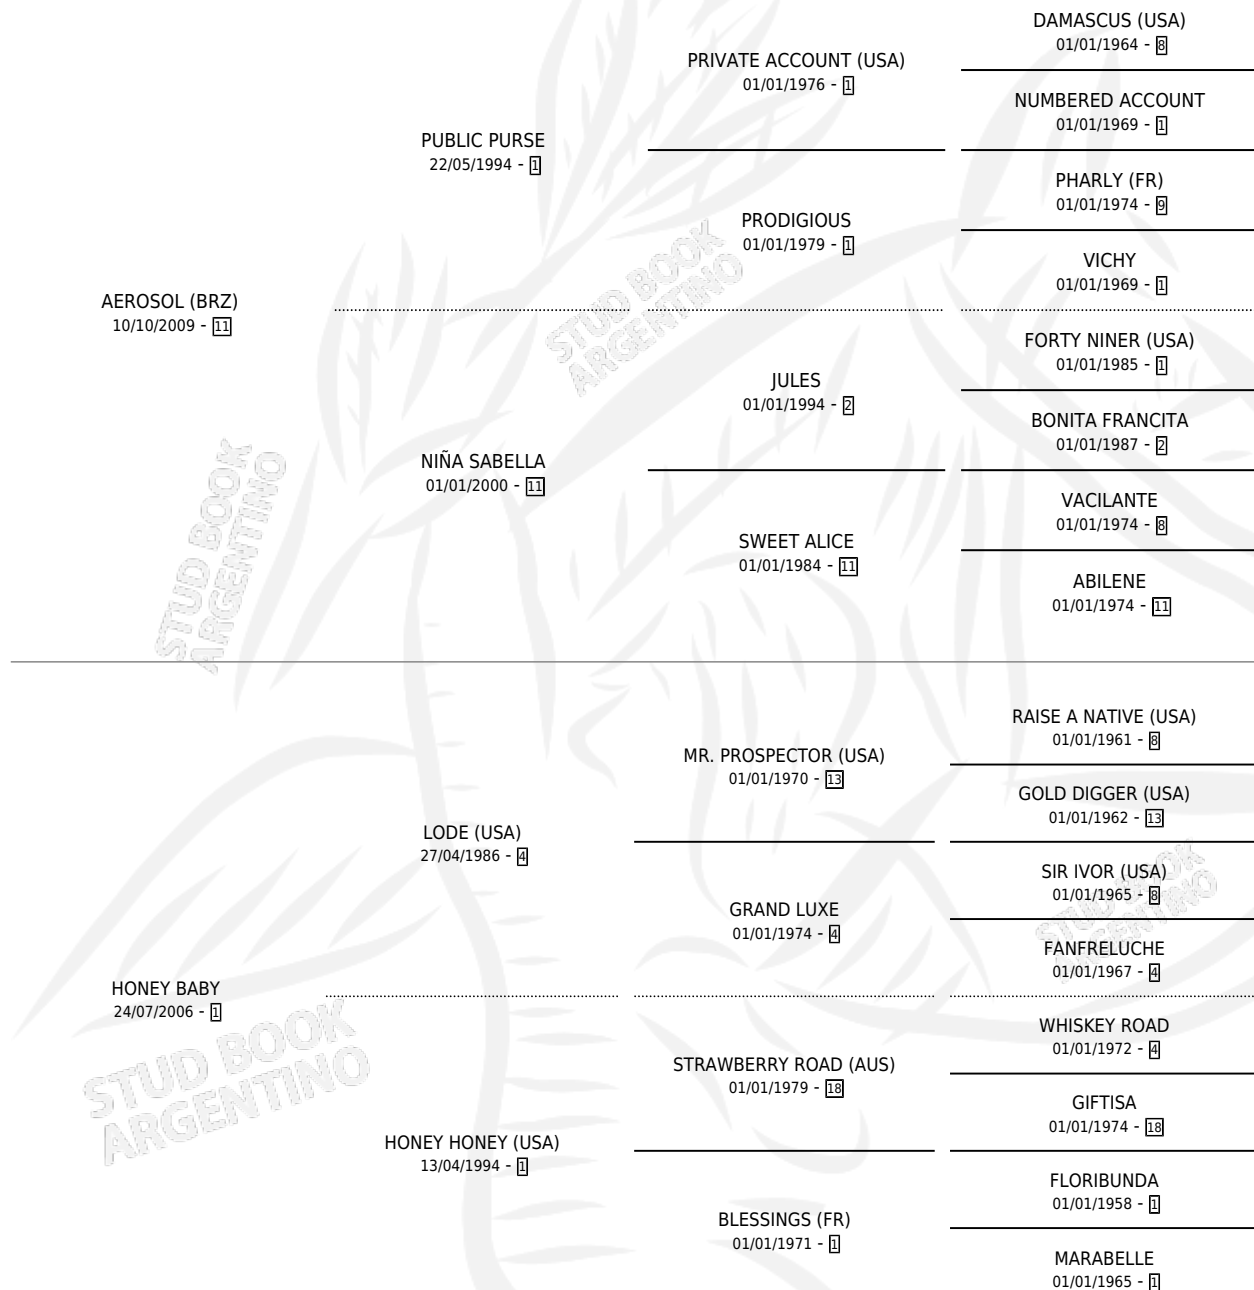 DAMASCUS (USA)
01/01/1964 - 8
PRIVATE ACCOUNT (USA)
01/01/1976 - 1
NUMBERED ACCOUNT
01/01/1969 - 1
PUBLIC PURSE
22/05/1994 - 1
PHARLY (FR)
01/01/1974 - 9
PRODIGIOUS
01/01/1979 - 1
VICHY
01/01/1969 - 1
AEROSOL (BRZ)
10/10/2009 - 11
STUD BOOK
ARGENTINO
FORTY NINER (USA)
01/01/1985 - 1
JULES
01/01/1994 - 2
BONITA FRANCITA
01/01/1987 - 2
NIÑA SABELLA
01/01/2000 - 11
VACILANTE
01/01/1974 - 8
SWEET ALICE
01/01/1984 - 11
ABILENE
01/01/1974 - 11
STUD BOOK
ARGENTINO
RAISE A NATIVE (USA)
01/01/1961 - 8
MR. PROSPECTOR (USA)
01/01/1970 - 13
GOLD DIGGER (USA)
01/01/1962 - 13
LODE (USA)
27/04/1986 - 4
SIR IVOR (USA)
01/01/1965 - 8
GRAND LUXE
01/01/1974 - 4
FANFRELUCHE
01/01/1967 - 4
STUD BOOK
ARGENTINO
HONEY BABY
24/07/2006 - 1
WHISKEY ROAD
01/01/1972 - 4
STRAWBERRY ROAD (AUS)
01/01/1979 - 18
GIFTISA
01/01/1974 - 18
STUD BOOK
ARGENTINO
HONEY HONEY (USA)
13/04/1994 - 1
FLORIBUNDA
01/01/1958 - 1
BLESSINGS (FR)
01/01/1971 - 1
MARABELLE
01/01/1965 - 1